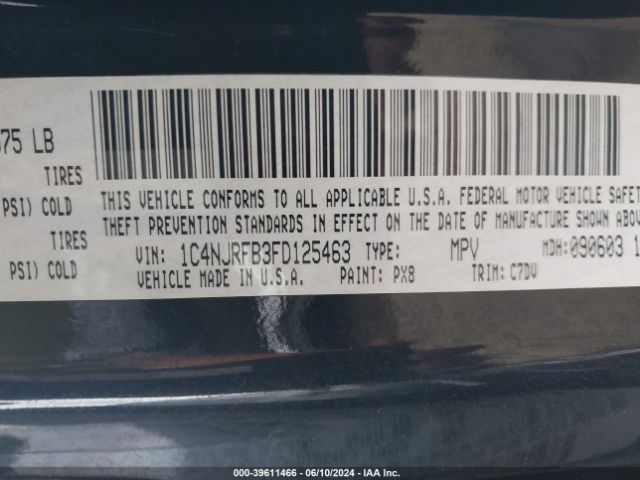 75 LB
TIRES
PSI) COLD
TIRES
PSI) COLD
THIS VEHICLE CONFORMS TO ALL APPLICABLE U.S.A. FEDERAL MOTOR VEHICLE SAFET
THEFT PREVENTION STANDARDS IN EFFECT ON THE DATE OF MANUFACTURE SHOWN ABOV
VIN: 1C4NJRFB3FD125463 TYPE: MPV MDH:090603 1
VEHICLE MADE IN U.S.A. PAINT: PX8 TRIM: C7DV
000-39611466 - 06/10/2024 - IAA Inc.